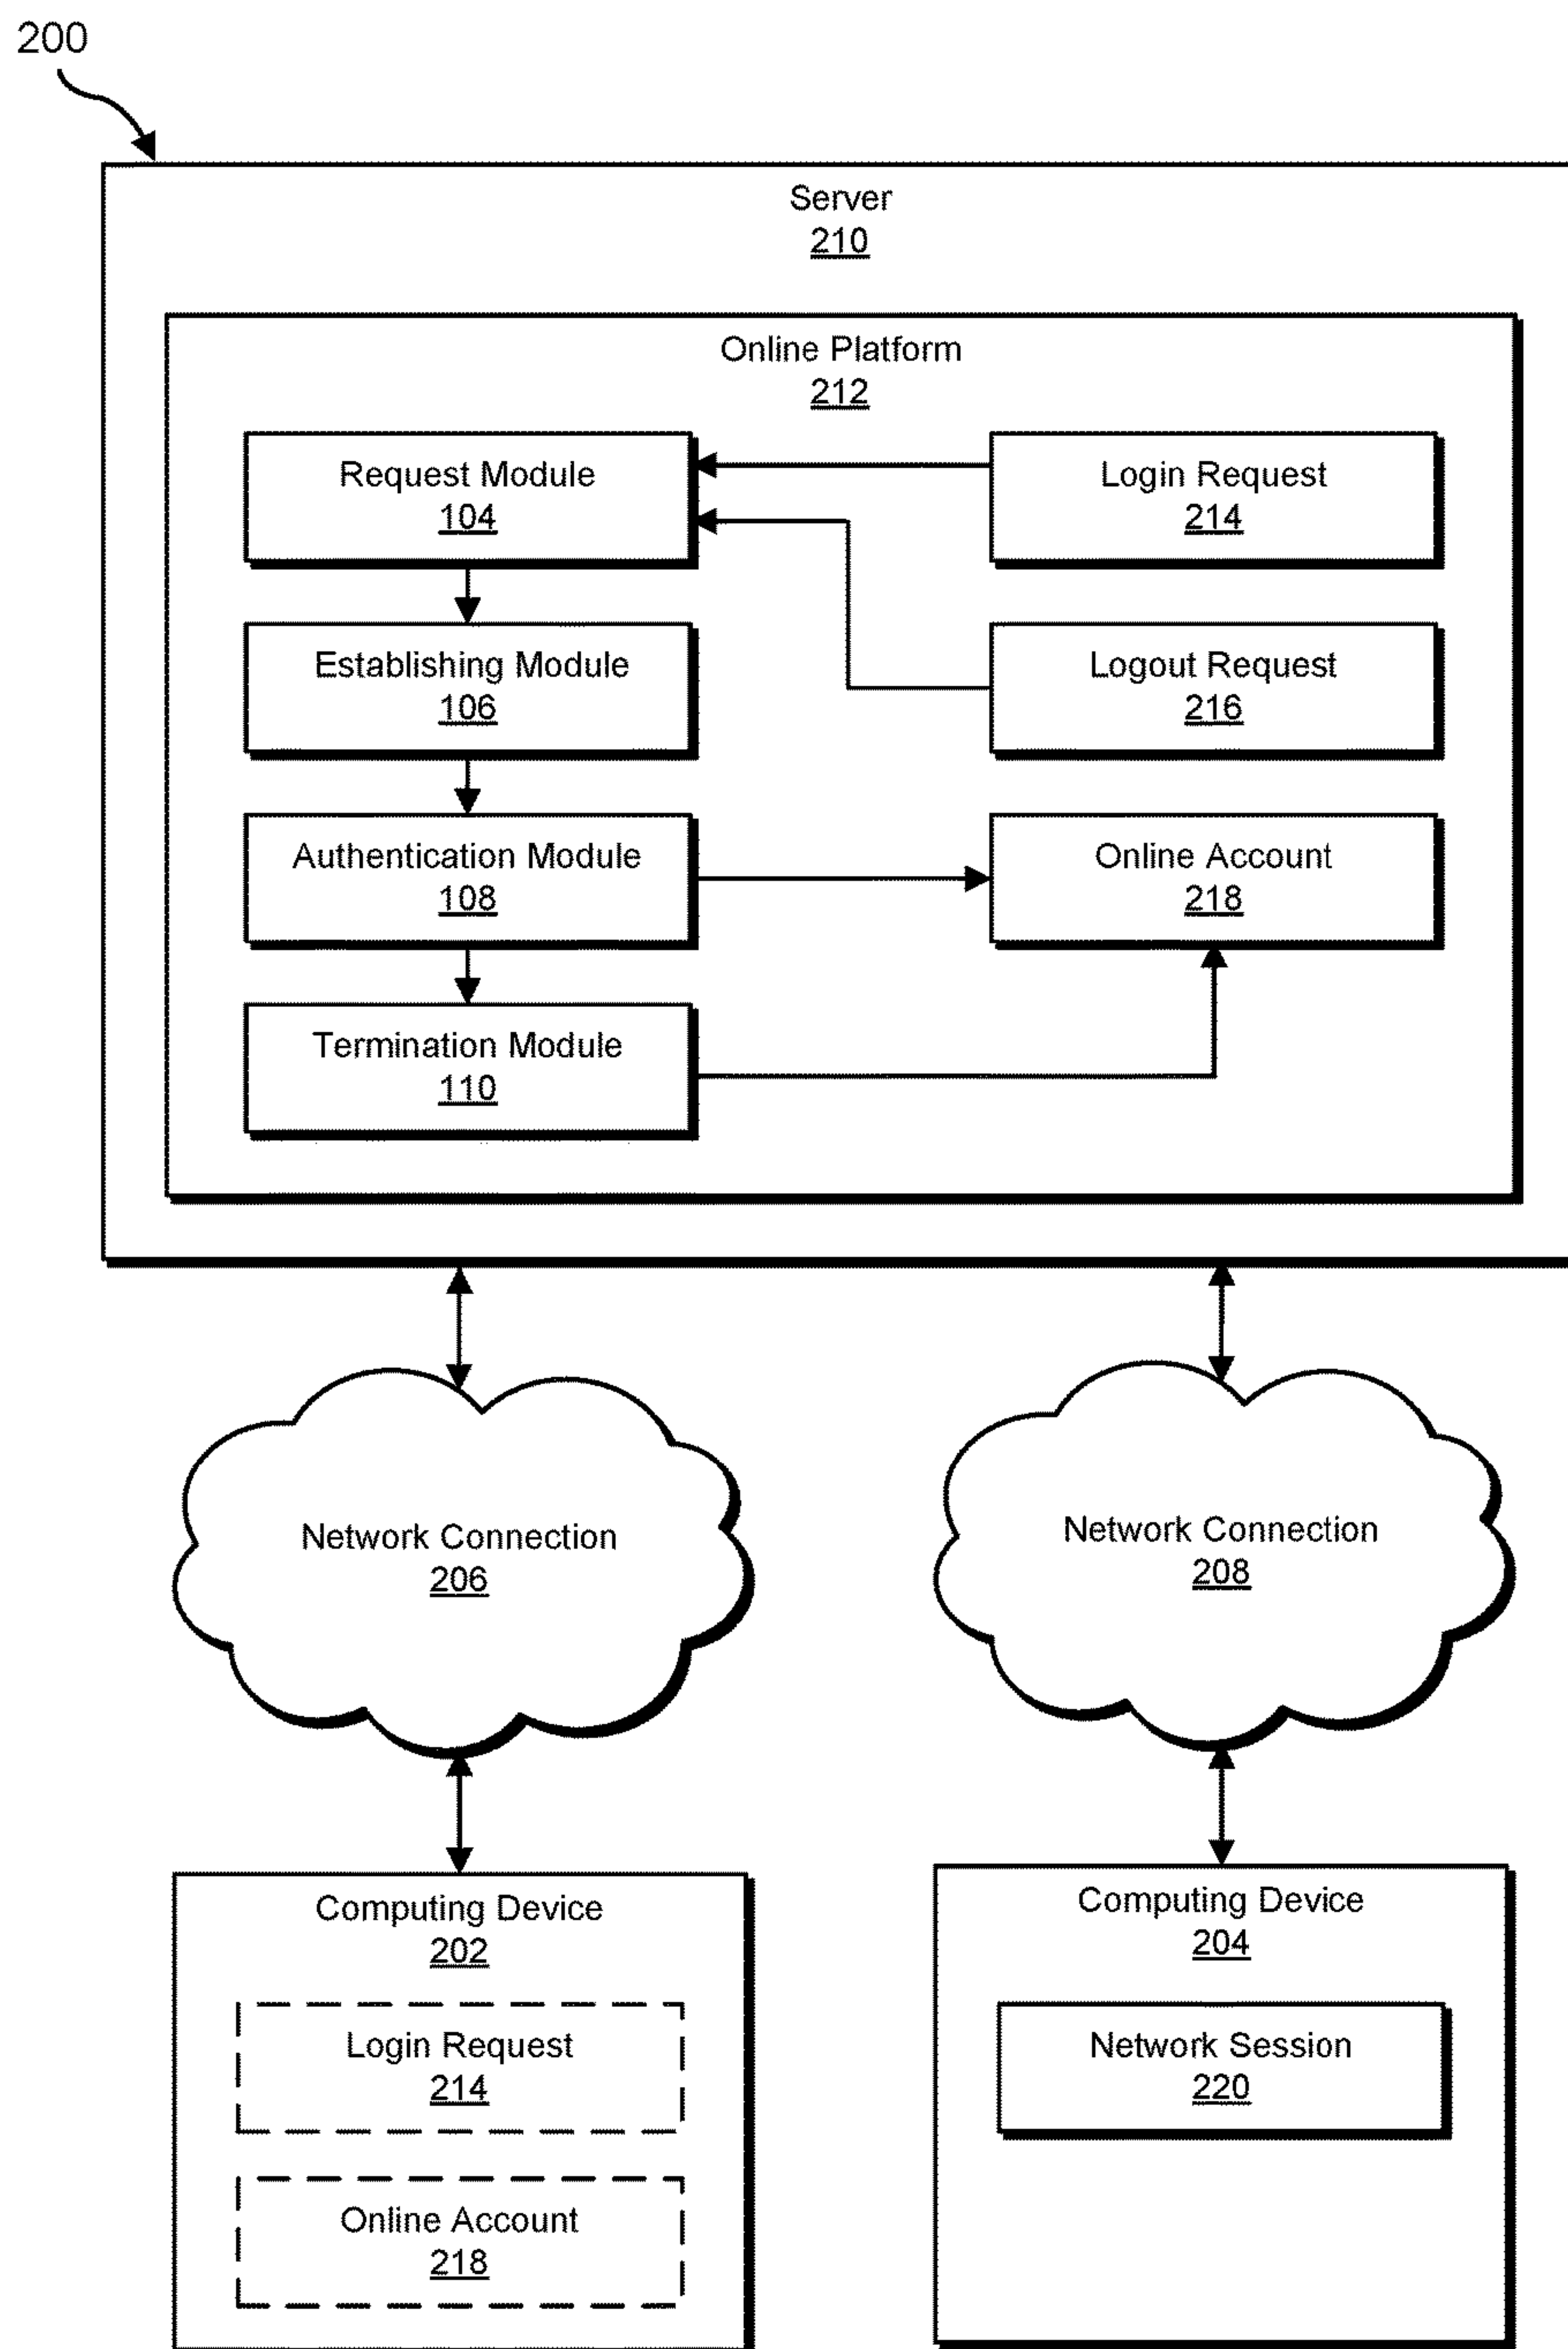 200
Server
210
Online Platform
212
Request Module
104
Login Request
214
Establishing Module
106
Logout Request
216
Authentication Module
108
Online Account
218
Termination Module
110
Network Connection
206
Network Connection
208
Computing Device
202
Login Request
214
Online Account
218
Computing Device
204
Network Session
220